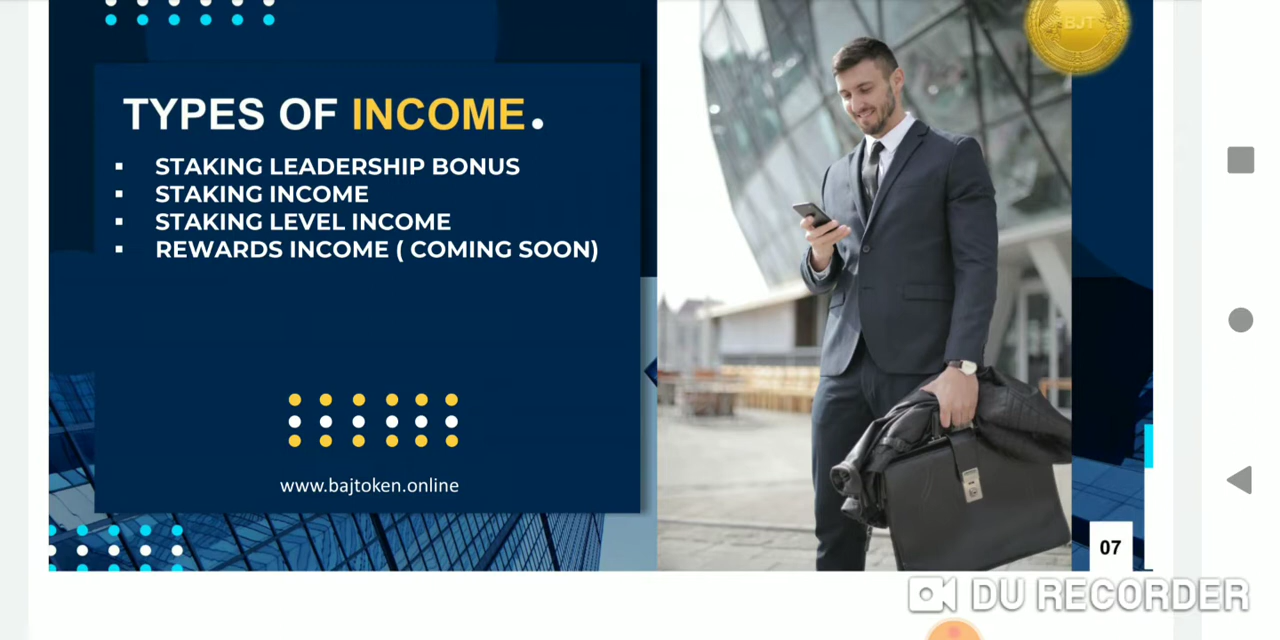 BJT
TYPES OF INCOME.
▪ STAKING LEADERSHIP BONUS
▪ STAKING INCOME
▪ STAKING LEVEL INCOME
▪ REWARDS INCOME ( COMING SOON)
www.bajtoken.online
07
DU RECORDER